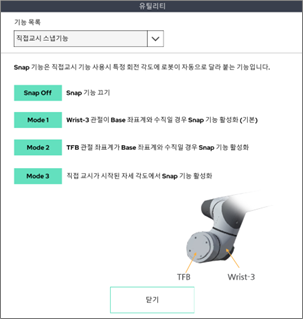 유틸리티
기능 목록
직접교시 스냅기능
Snap 기능은 직접교시 기능 사용시 특정 회전 각도에 로봇이 자동으로 달라 붙는 기능입니다.
Snap Off Snap 기능 끄기
Mode 1 Wrist-3 관절이 Base 좌표계와 수직일 경우 Snap 기능 활성화 (기본)
Mode 2 TFB 관절 좌표계가 Base 좌표계와 수직일 경우 Snap 기능 활성화
Mode 3 직접 교시가 시작된 자세 각도에서 Snap 기능 활성화
TFB Wrist-3
닫기